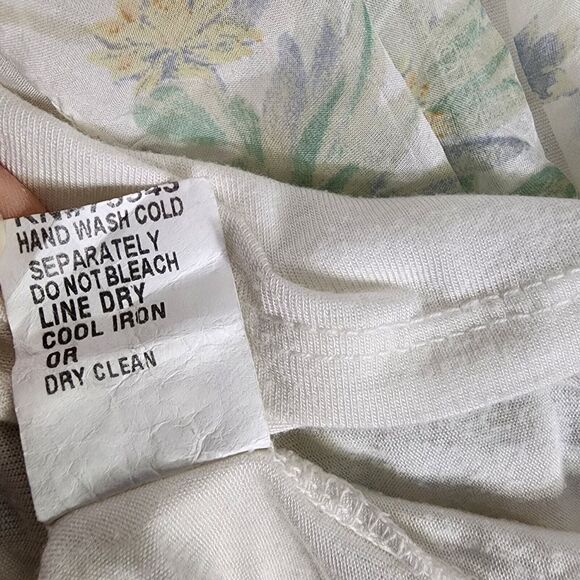 HAND WASH COLD
SEPARATELY
DO NOT BLEACH
LINE DRY
COOL IRON
OR
DRY CLEAN